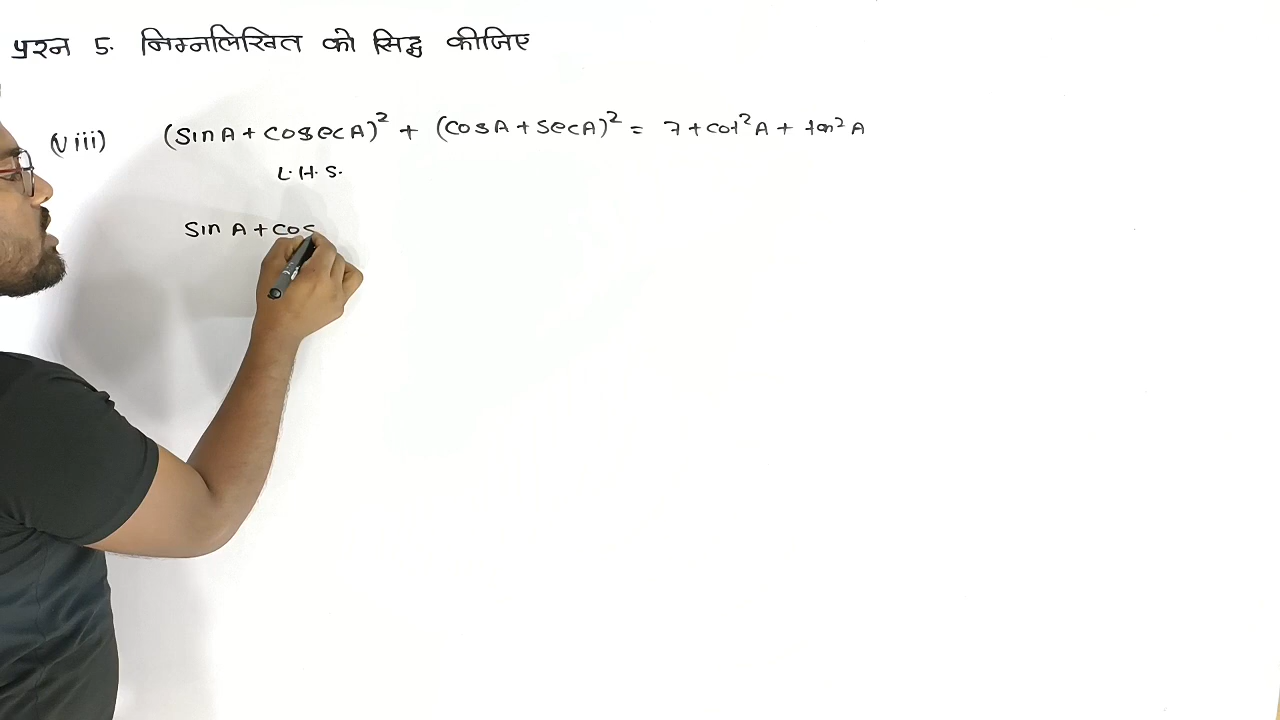 प्रश्न 5. निम्नलिखित को सिद्ध कीजिए
(viii) (sin A + cosec A)² + (cos A + sec A)² = 7 + cot² A + tan² A
L.H.S.
sin A + cos